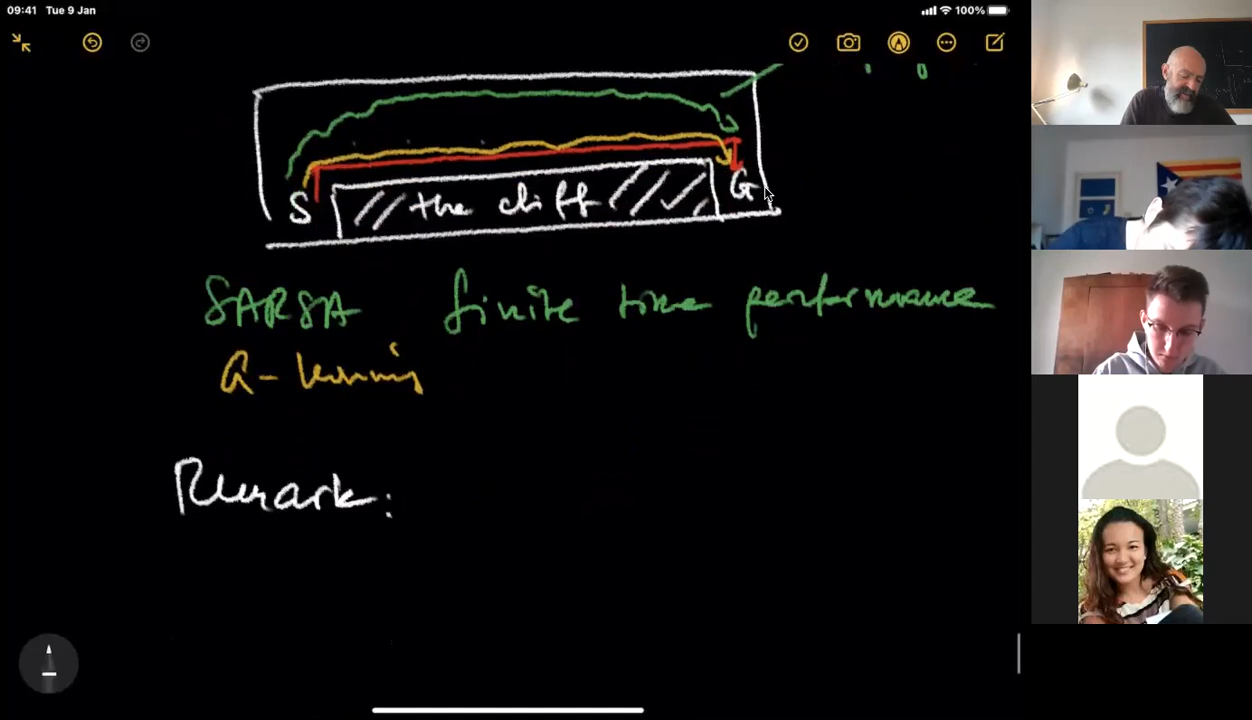 09:41 Tue 9 Jan
100%
S the cliff G
SARSA finite time performance
Q-learning
Remark: